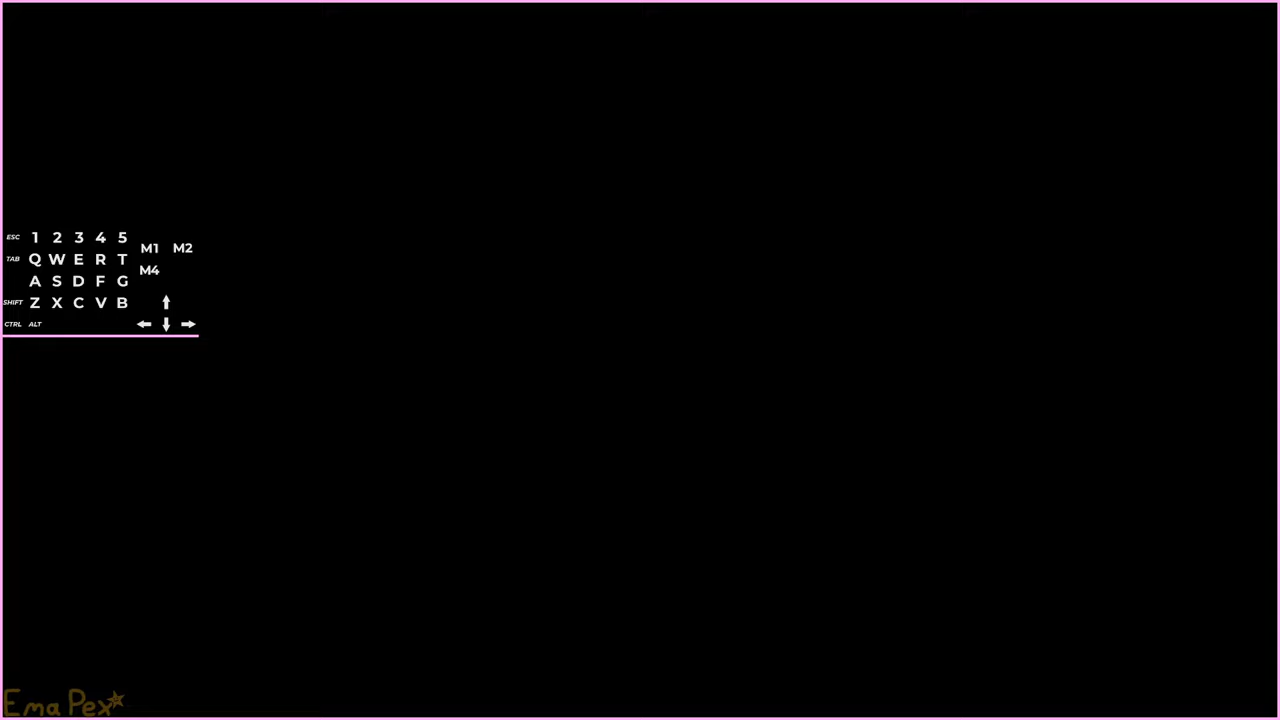 ESC 1 2 3 4 5
M1 M2
TAB Q W E R T
M4
A S D F G
SHIFT Z X C V B
CTRL ALT
Ema Pex